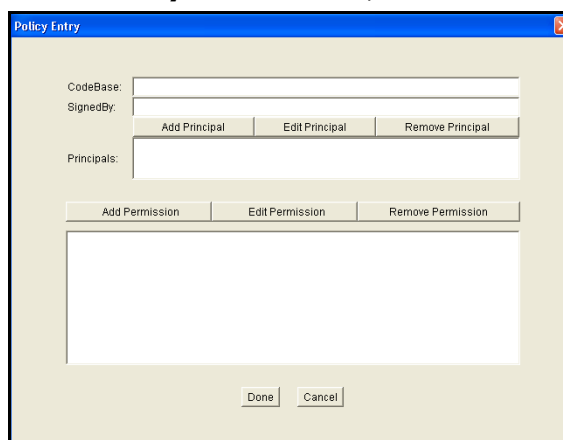 Policy Entry
CodeBase:
SignedBy:
Add Principal Edit Principal Remove Principal
Principals:
Add Permission Edit Permission Remove Permission
Done Cancel